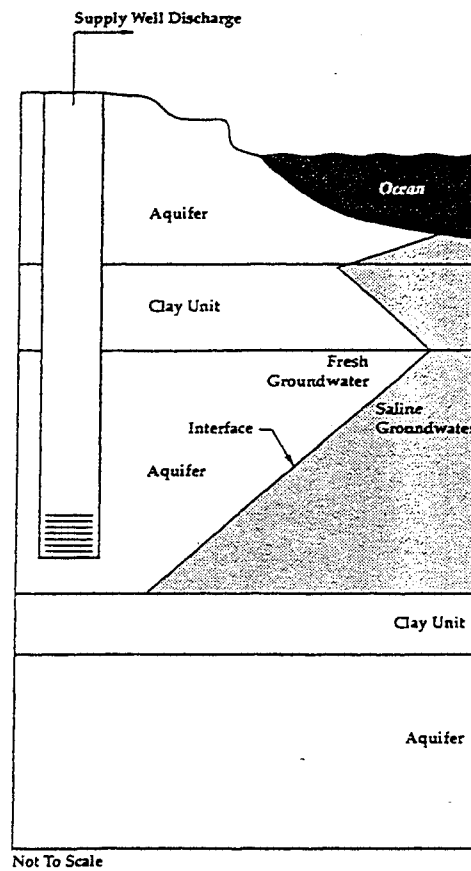 Supply Well Discharge
Ocean
Aquifer
Clay Unit
Fresh
Groundwater
Saline
Groundwater
Interface
Aquifer
Clay Unit
Aquifer
Not To Scale